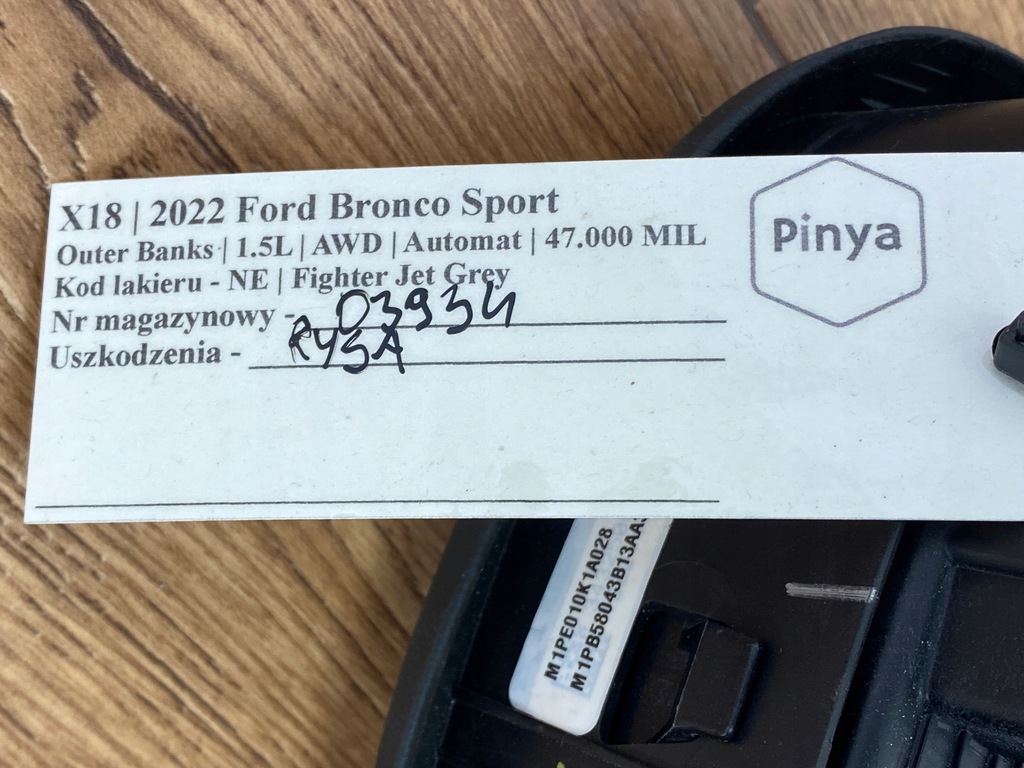 X18 | 2022 Ford Bronco Sport
Outer Banks | 1.5L | AWD | Automat | 47.000 MIL
Kod lakieru - NE | Fighter Jet Grey
Nr magazynowy - 03934
Uszkodzenia - RYSA
Pinya
M1PE010K1A028
M1PB58043B13AA